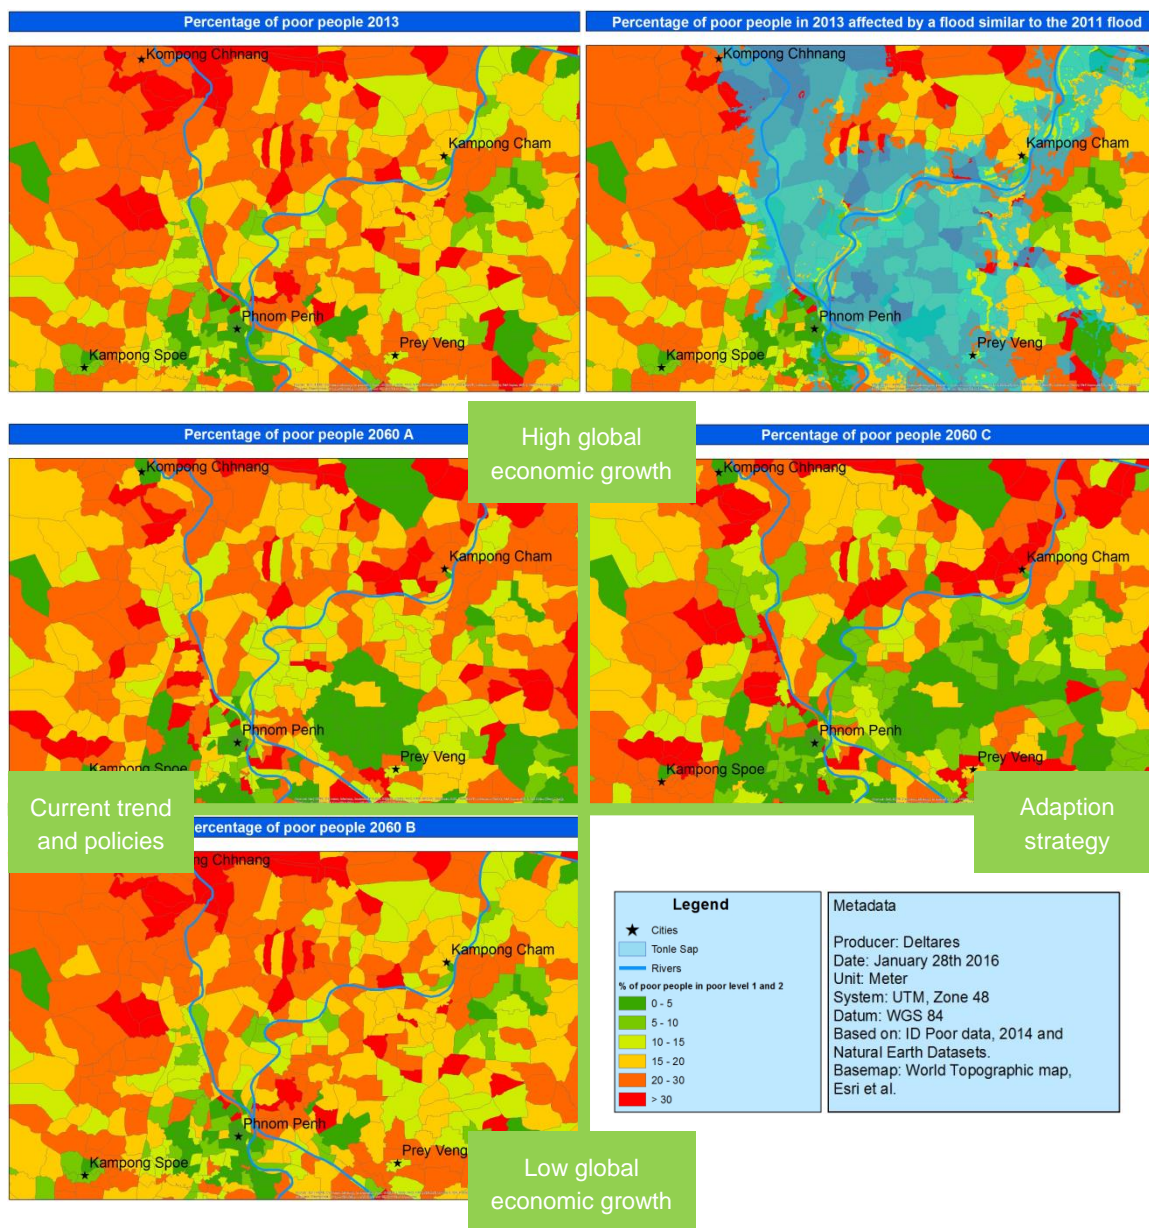 Percentage of poor people 2013
Percentage of poor people in 2013 affected by a flood similar to the 2011 flood
Kompong Chhnang
Kampong Cham
Phnom Penh
Prey Veng
Kampong Spoe
Kompong Chhnang
Kampong Cham
Phnom Penh
Prey Veng
Kampong Spoe
High global
economic growth
Percentage of poor people 2060 A
Percentage of poor people 2060 C
Kompong Chhnang
Kampong Cham
Phnom Penh
Prey Veng
Kampong Spoe
Kompong Chhnang
Kampong Cham
Phnom Penh
Prey Veng
Kampong Spoe
Current trend
and policies
Adaption
strategy
ercentage of poor people 2060 B
ng Chhnang
Kampong Cham
Phnom Penh
Prey Veng
Kampong Spoe
Low global
economic growth
Legend
Cities
Tonle Sap
Rivers
% of poor people in poor level 1 and 2
0 - 5
5 - 10
10 - 15
15 - 20
20 - 30
> 30
Metadata
Producer: Deltares
Date: January 28th 2016
Unit: Meter
System: UTM, Zone 48
Datum: WGS 84
Based on: ID Poor data, 2014 and
Natural Earth Datasets.
Basemap: World Topographic map,
Esri et al.